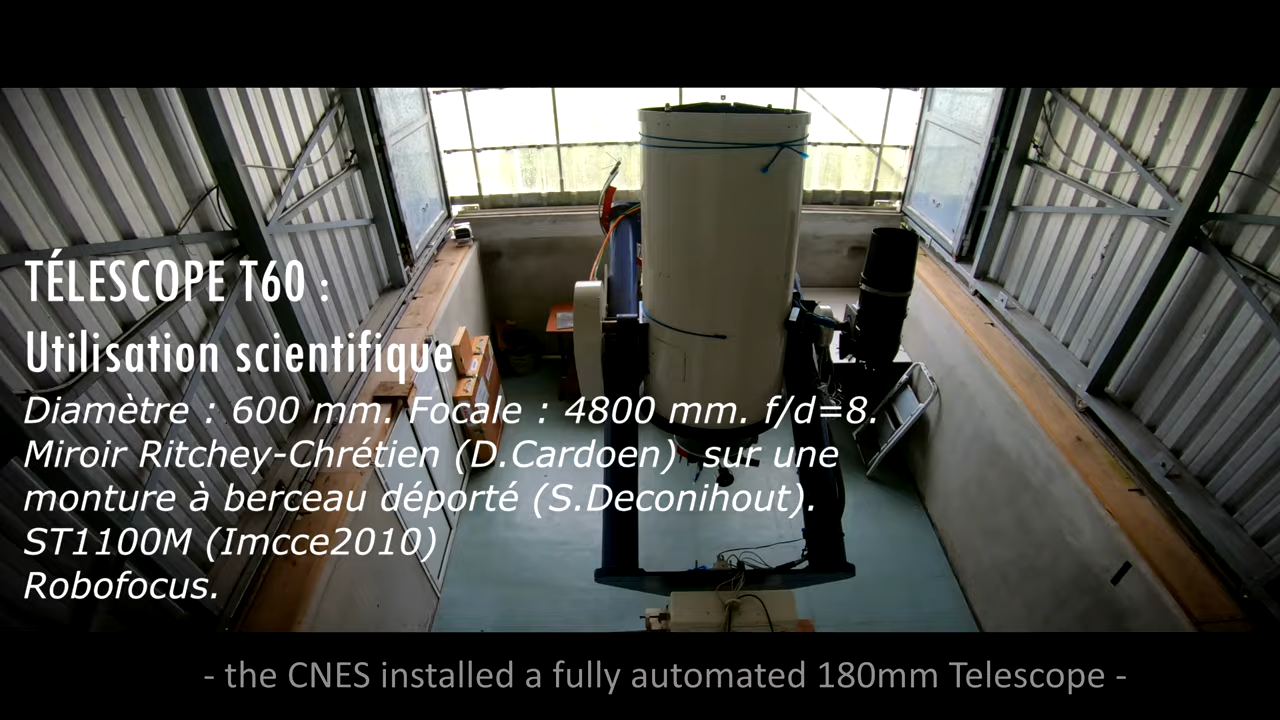 TÉLESCOPE T60 :
Utilisation scientifique
Diamètre : 600 mm. Focale : 4800 mm. f/d=8.
Miroir Ritchey-Chrétien (D.Cardoen) sur une
monture à berceau déporté (S.Deconihout).
ST1100M (Imcce2010)
Robofocus.
- the CNES installed a fully automated 180mm Telescope -